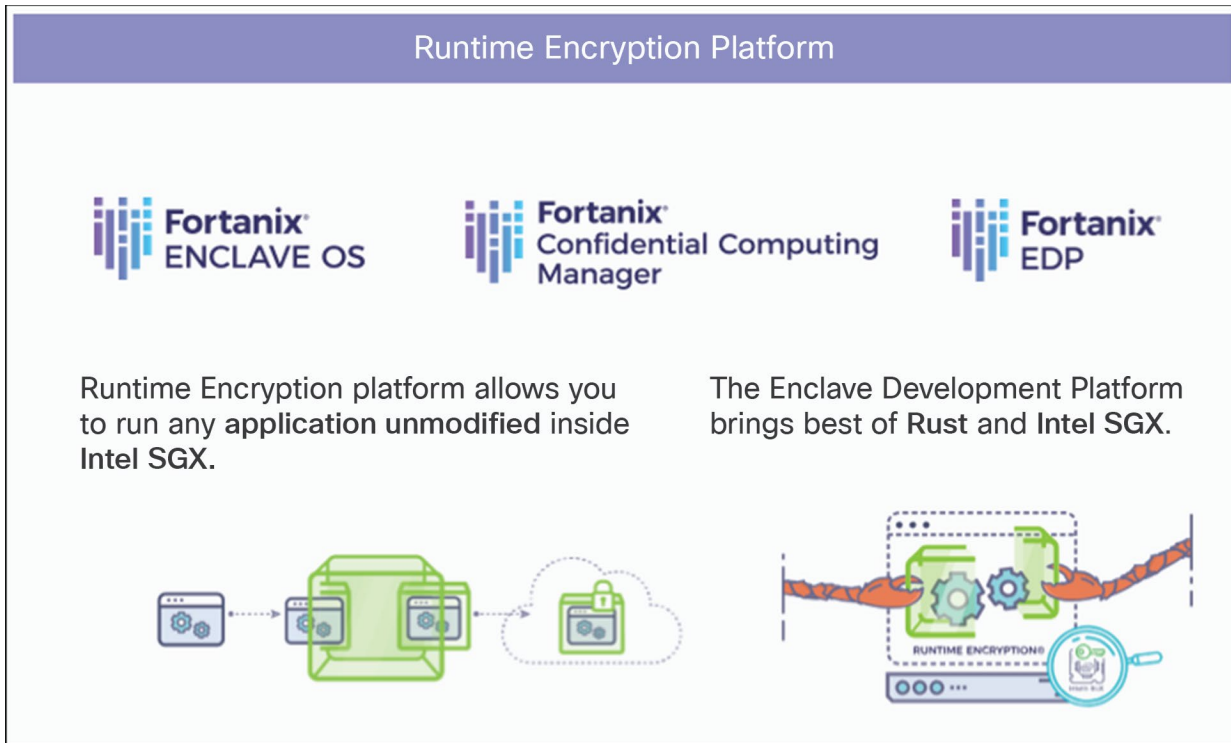 Runtime Encryption Platform
Fortanix®
ENCLAVE OS
Fortanix®
Confidential Computing
Manager
Fortanix®
EDP
Runtime Encryption platform allows you
to run any application unmodified inside
Intel SGX.
The Enclave Development Platform
brings best of Rust and Intel SGX.
RUNTIME ENCRYPTION®